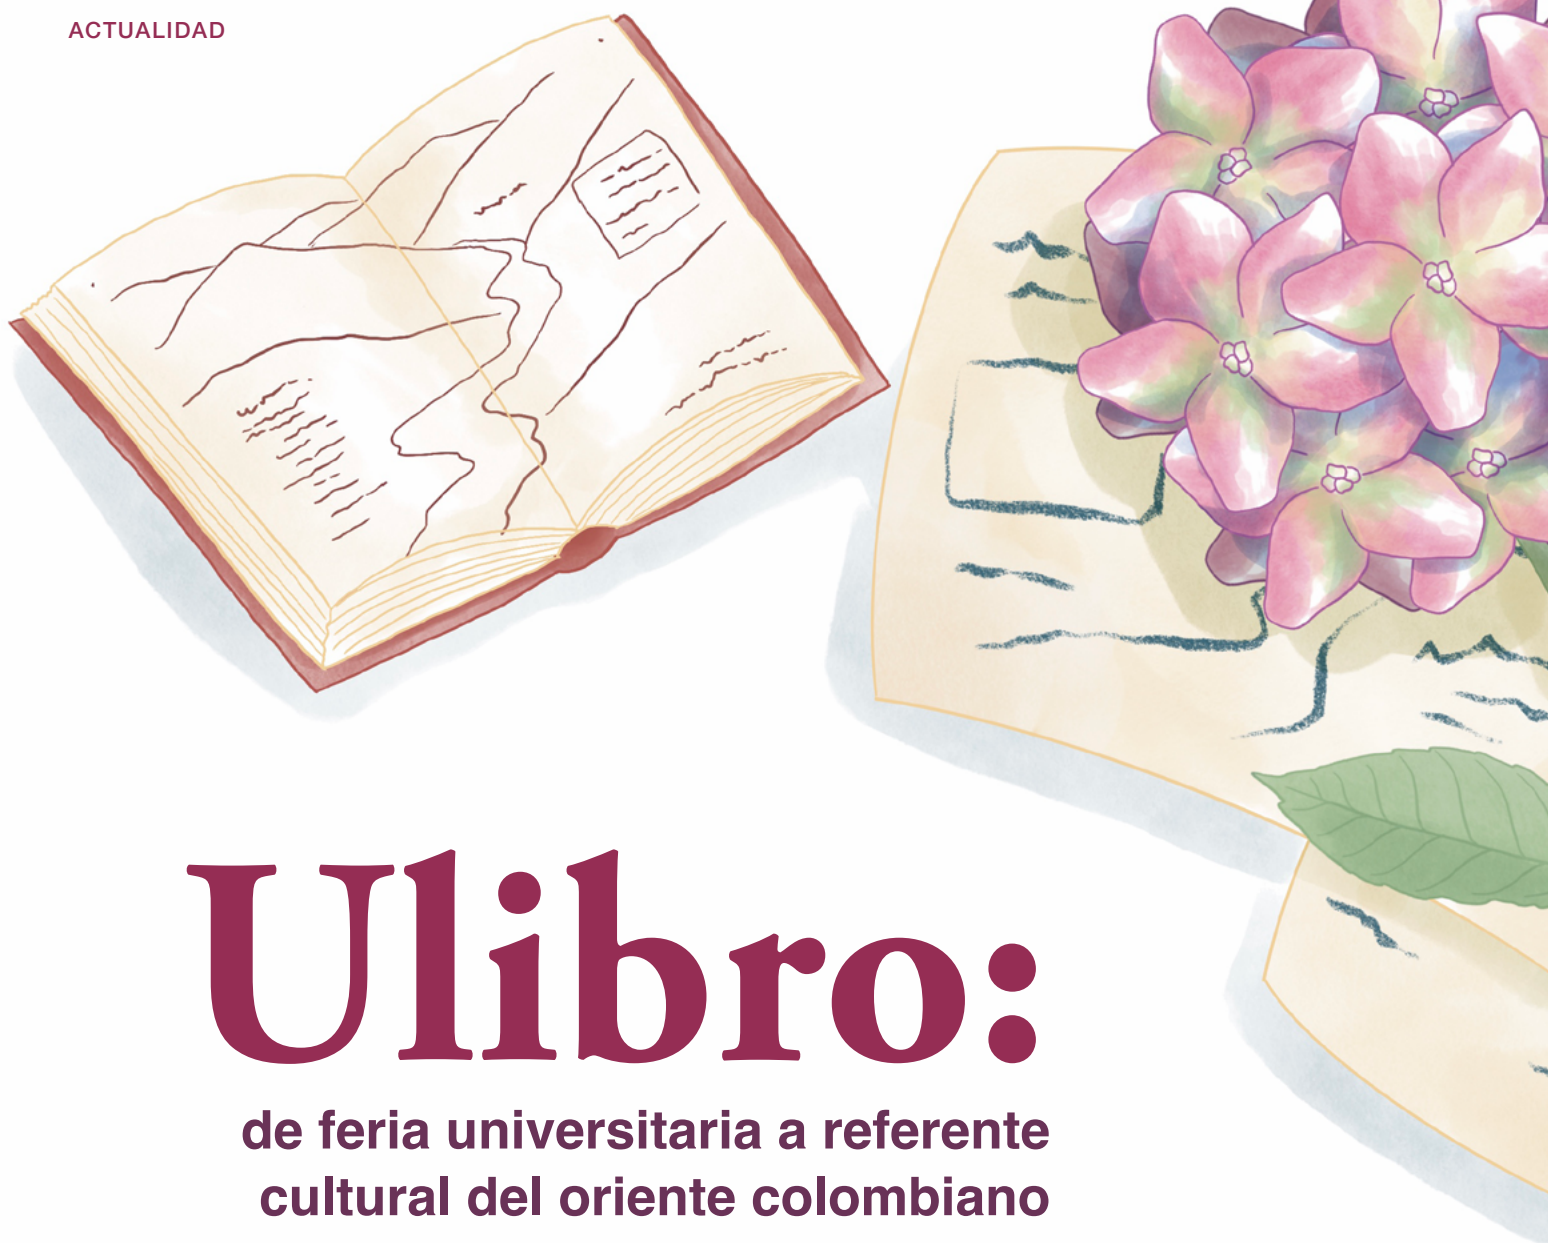 ACTUALIDAD
Ulibro:
de feria universitaria a referente
cultural del oriente colombiano